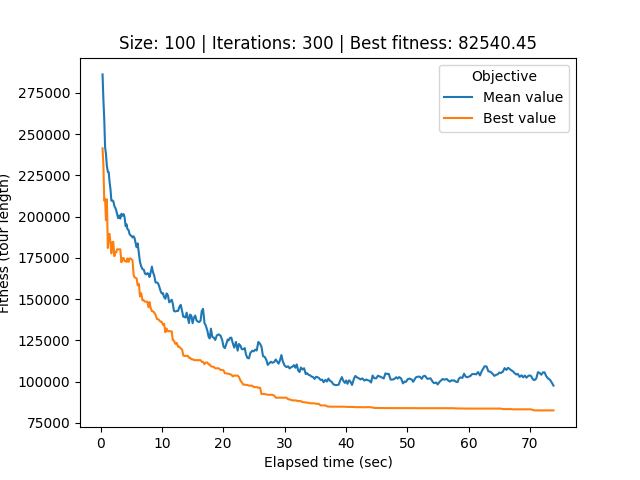 Size: 100 | Iterations: 300 | Best fitness: 82540.45
Objective
Mean value
Best value
275000
250000
225000
200000
175000
150000
125000
100000
75000
Fitness (tour length)
0 10 20 30 40 50 60 70
Elapsed time (sec)